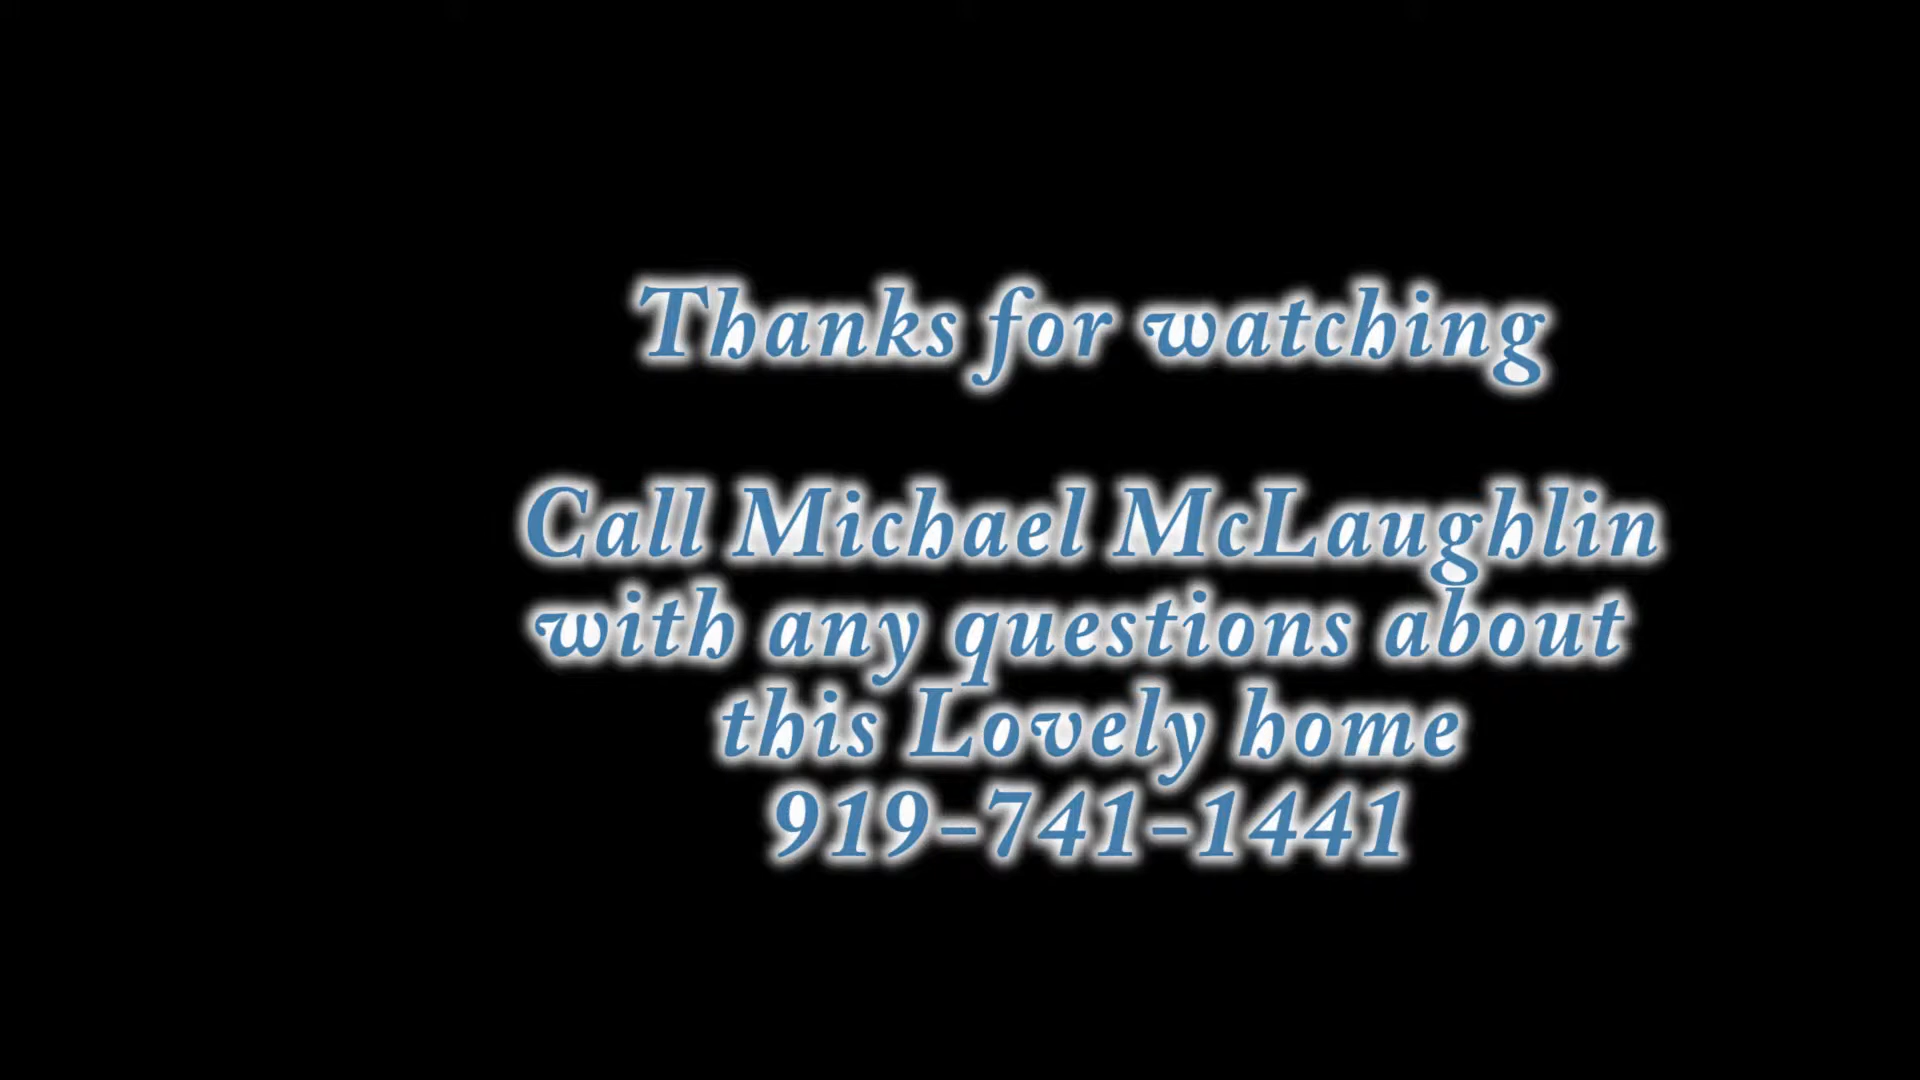 Thanks for watching
Call Michael McLaughlin
with any questions about
this Lovely home
919-741-1441